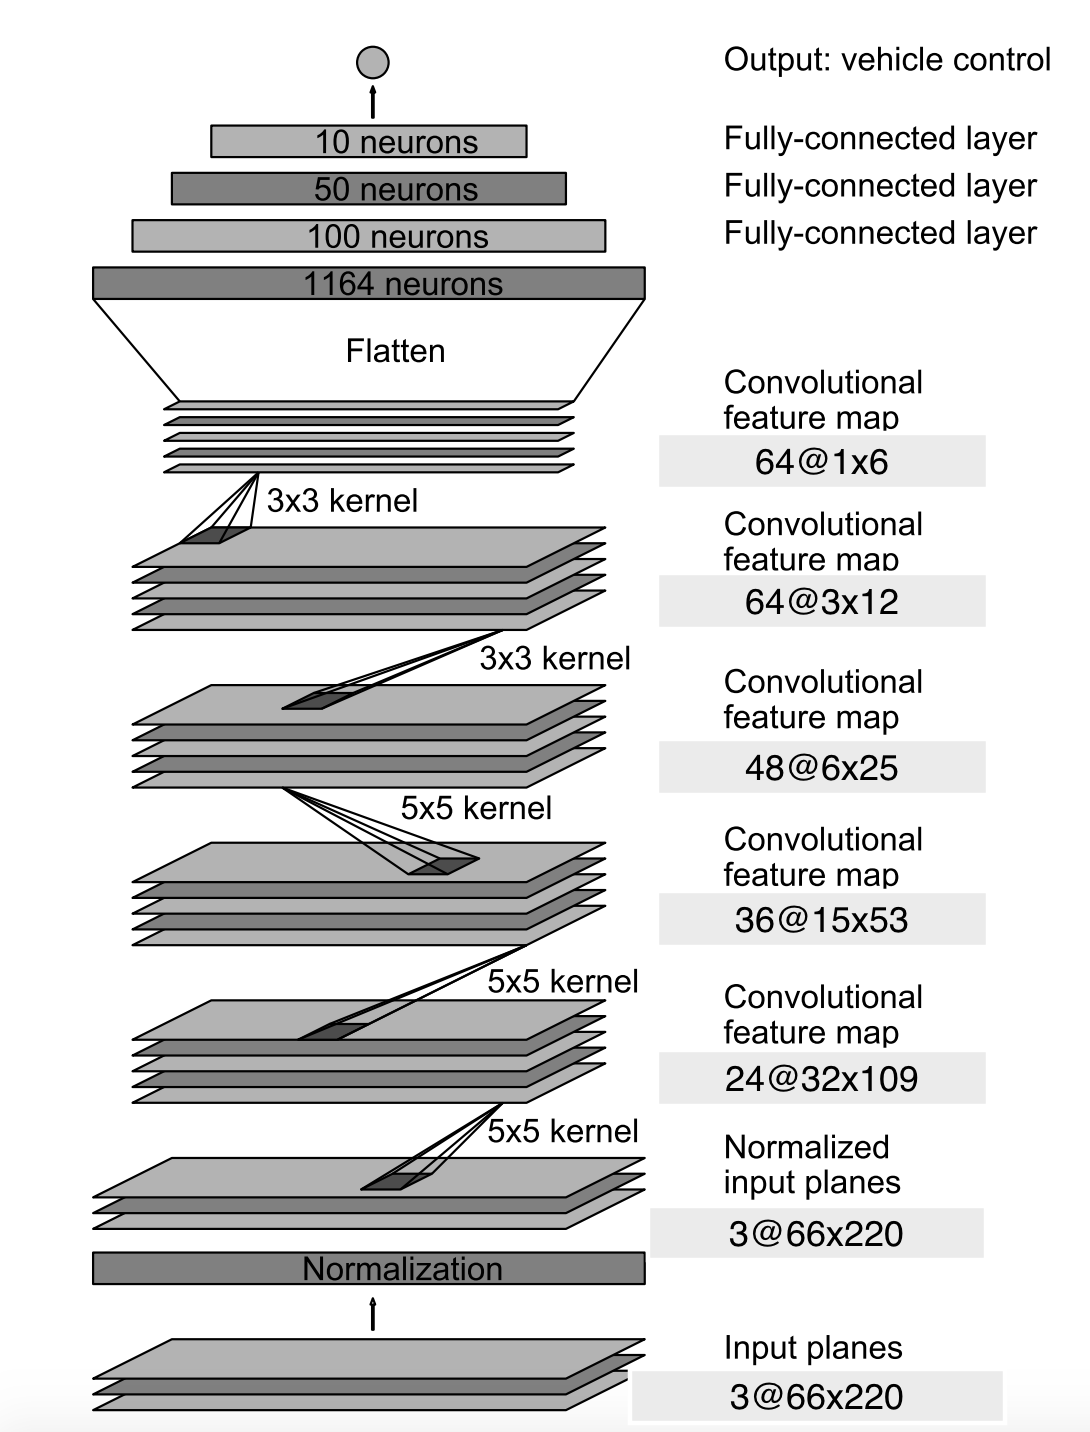 Output: vehicle control
10 neurons
Fully-connected layer
50 neurons
Fully-connected layer
100 neurons
Fully-connected layer
1164 neurons
Flatten
Convolutional
feature map
64@1x6
3x3 kernel
Convolutional
feature map
64@3x12
3x3 kernel
Convolutional
feature map
48@6x25
5x5 kernel
Convolutional
feature map
36@15x53
5x5 kernel
Convolutional
feature map
24@32x109
5x5 kernel
Normalized
input planes
3@66x220
Normalization
Input planes
3@66x220